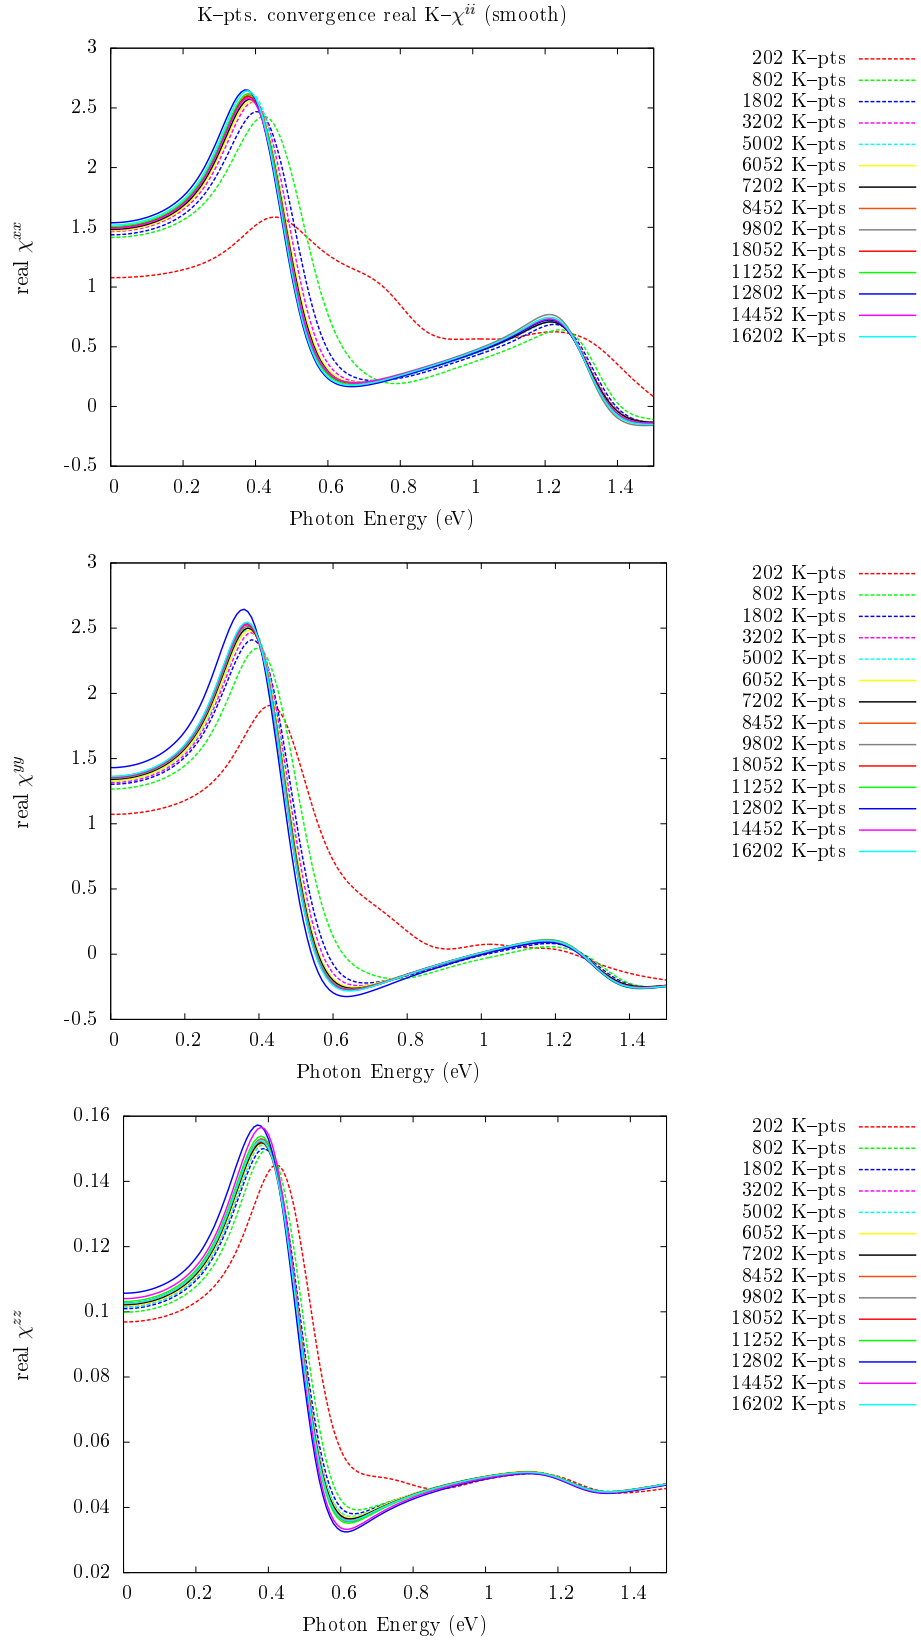 K–pts. convergence real K–χ^{ii} (smooth)
3
2.5
2
1.5
1
0.5
0
-0.5
real χ^{xx}
0 0.2 0.4 0.6 0.8 1 1.2 1.4
Photon Energy (eV)
202 K–pts
802 K–pts
1802 K–pts
3202 K–pts
5002 K–pts
6052 K–pts
7202 K–pts
8452 K–pts
9802 K–pts
18052 K–pts
11252 K–pts
12802 K–pts
14452 K–pts
16202 K–pts
3
2.5
2
1.5
1
0.5
0
-0.5
real χ^{yy}
0 0.2 0.4 0.6 0.8 1 1.2 1.4
Photon Energy (eV)
202 K–pts
802 K–pts
1802 K–pts
3202 K–pts
5002 K–pts
6052 K–pts
7202 K–pts
8452 K–pts
9802 K–pts
18052 K–pts
11252 K–pts
12802 K–pts
14452 K–pts
16202 K–pts
0.16
0.14
0.12
0.1
0.08
0.06
0.04
0.02
real χ^{zz}
0 0.2 0.4 0.6 0.8 1 1.2 1.4
Photon Energy (eV)
202 K–pts
802 K–pts
1802 K–pts
3202 K–pts
5002 K–pts
6052 K–pts
7202 K–pts
8452 K–pts
9802 K–pts
18052 K–pts
11252 K–pts
12802 K–pts
14452 K–pts
16202 K–pts